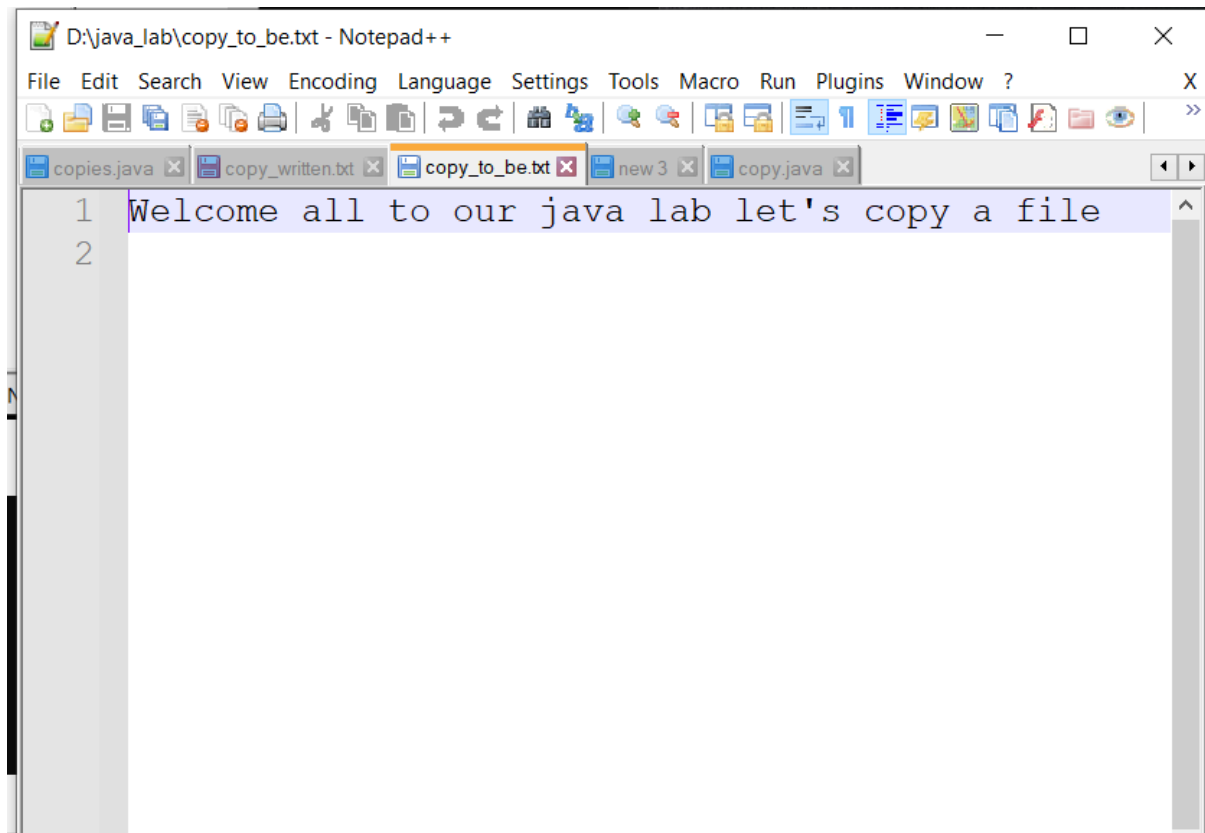 D:\java_lab\copy_to_be.txt - Notepad++
File Edit Search View Encoding Language Settings Tools Macro Run Plugins Window ? X
copies.java copy_written.txt copy_to_be.txt new 3 copy.java
1 Welcome all to our java lab let's copy a file
2
N